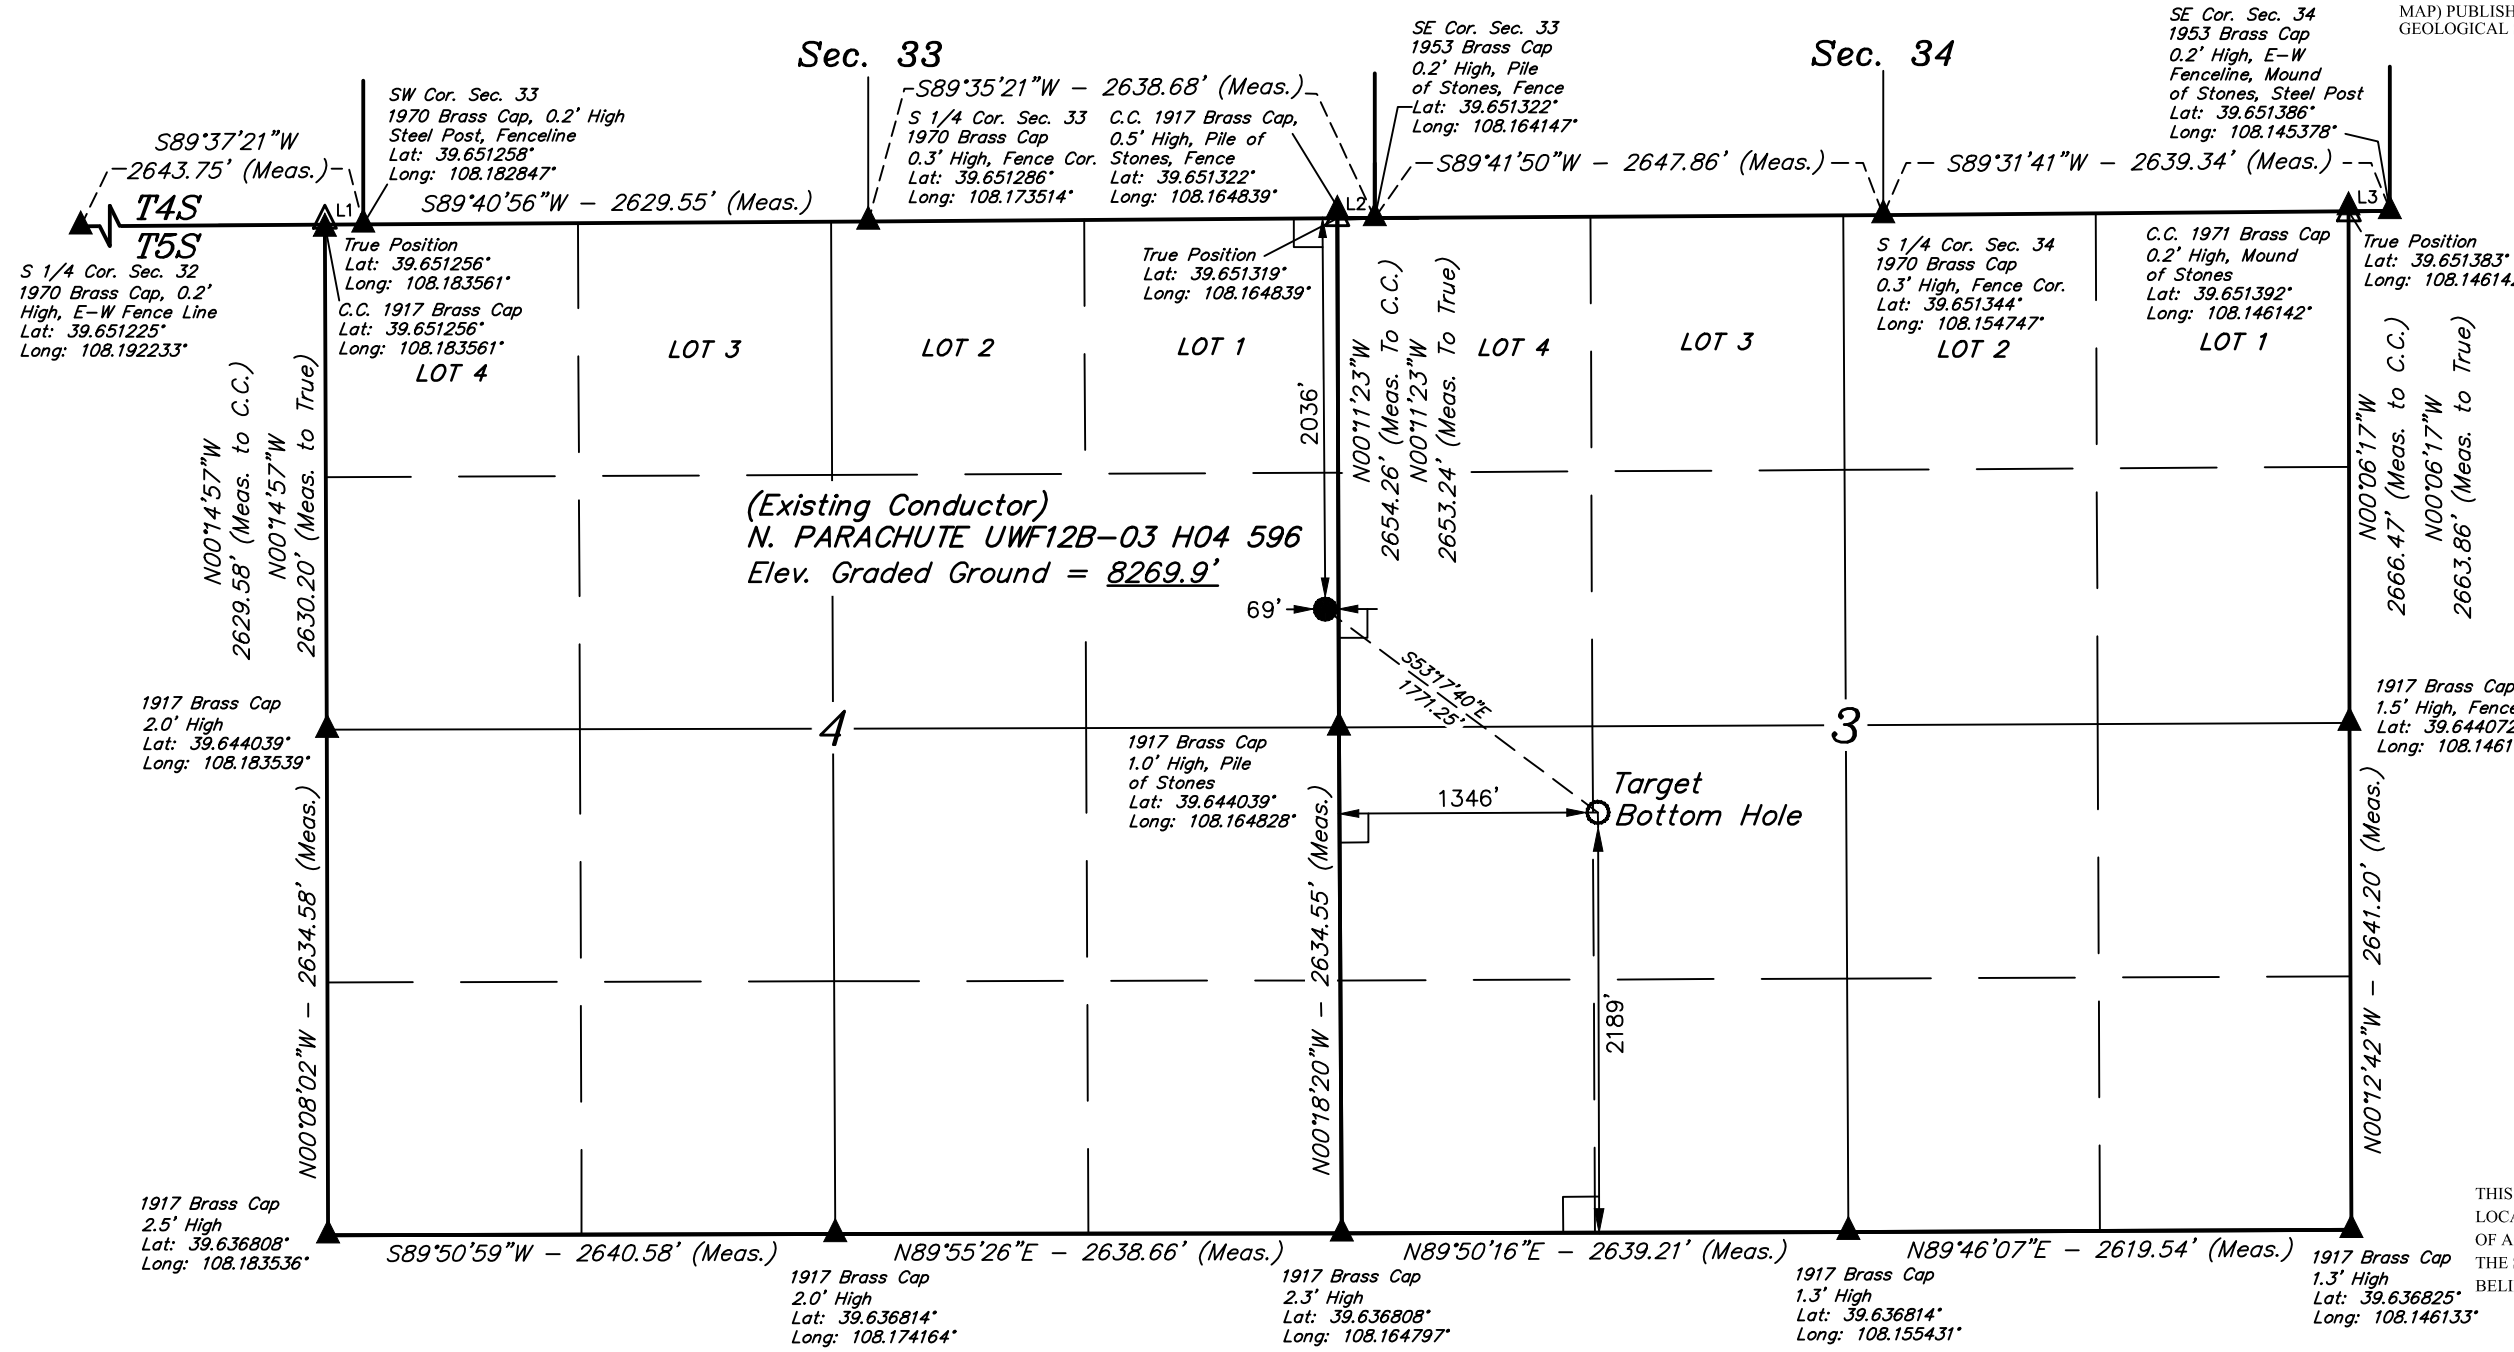 MAP) PUBLISH
GEOLOGICAL
Sec. 33
Sec. 34
S89°37'21"W
2643.75' (Meas.)
T4S
T5S
S 1/4 Cor. Sec. 32
1970 Brass Cap, 0.2'
High, E-W Fence Line
Lat: 39.651225°
Long: 108.192233°
SW Cor. Sec. 33
1970 Brass Cap, 0.2' High
Steel Post, Fenceline
Lat: 39.651258°
Long: 108.182847°
S89°40'56"W - 2629.55' (Meas.)
L1
True Position
Lat: 39.651256°
Long: 108.183561°
C.C. 1917 Brass Cap
Lat: 39.651256°
Long: 108.183561°
S89°35'21"W - 2638.68' (Meas.)
S 1/4 Cor. Sec. 33
1970 Brass Cap
0.3' High, Fence Cor.
Lat: 39.651286°
Long: 108.173514°
C.C. 1917 Brass Cap,
0.5' High, Pile of
Stones, Fence
Lat: 39.651322°
Long: 108.164839°
L2
True Position
Lat: 39.651319°
Long: 108.164839°
SE Cor. Sec. 33
1953 Brass Cap
0.2' High, Pile
of Stones, Fence
Lat: 39.651322°
Long: 108.164147°
S89°41'50"W - 2647.86' (Meas.)
S89°31'41"W - 2639.34' (Meas.)
SE Cor. Sec. 34
1953 Brass Cap
0.2' High, E-W
Fenceline, Mound
of Stones, Steel Post
Lat: 39.651386°
Long: 108.145378°
L3
S 1/4 Cor. Sec. 34
1970 Brass Cap
0.3' High, Fence Cor.
Lat: 39.651344°
Long: 108.154747°
C.C. 1971 Brass Cap
0.2' High, Mound
of Stones
Lat: 39.651392°
Long: 108.146142°
True Position
Lat: 39.651383°
Long: 108.146142
LOT 4
LOT 3
LOT 2
LOT 1
LOT 4
LOT 3
LOT 2
LOT 1
N00°14'57"W
2629.58' (Meas. to C.C.)
N00°14'57"W
2630.20' (Meas. to True)
2036'
N00°11'23"W
2654.26' (Meas. To C.C.)
N00°11'23"W
2653.24' (Meas. To True)
N00°06'17"W
2666.47' (Meas. to C.C.)
N00°06'17"W
2663.86' (Meas. to True)
(Existing Conductor)
N. PARACHUTE UWF12B-03 H04 596
Elev. Graded Ground = 8269.9'
69'
S53°17'40"E
1771.25'
1917 Brass Cap
2.0' High
Lat: 39.644039°
Long: 108.183539°
4
1917 Brass Cap
1.0' High, Pile
of Stones
Lat: 39.644039°
Long: 108.164828°
3
1917 Brass Cap
1.5' High, Fence
Lat: 39.644072
Long: 108.1461
1346'
Target
Bottom Hole
2189'
N00°08'02"W - 2634.58' (Meas.)
N00°18'20"W - 2634.55' (Meas.)
N00°12'42"W - 2641.20' (Meas.)
1917 Brass Cap
2.5' High
Lat: 39.636808°
Long: 108.183536°
S89°50'59"W - 2640.58' (Meas.)
N89°55'26"E - 2638.66' (Meas.)
N89°50'16"E - 2639.21' (Meas.)
N89°46'07"E - 2619.54' (Meas.)
1917 Brass Cap
2.0' High
Lat: 39.636814°
Long: 108.174164°
1917 Brass Cap
2.3' High
Lat: 39.636808°
Long: 108.164797°
1917 Brass Cap
1.3' High
Lat: 39.636814°
Long: 108.155431°
1917 Brass Cap
1.3' High
Lat: 39.636825°
Long: 108.146133°
THIS
LOCA
OF A
THE
BELI